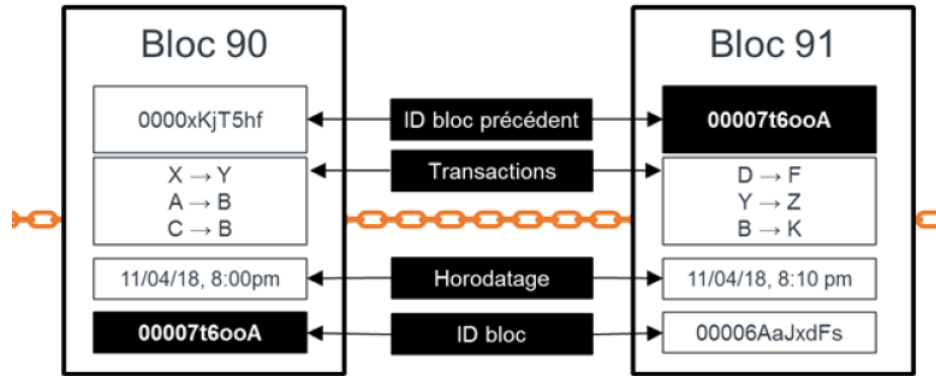 Bloc 90
0000xKjT5hf
X → Y
A → B
C → B
11/04/18, 8:00pm
00007t6ooA
ID bloc précédent
Transactions
Horodatage
ID bloc
Bloc 91
00007t6ooA
D → F
Y → Z
B → K
11/04/18, 8:10 pm
00006AaJxdFs